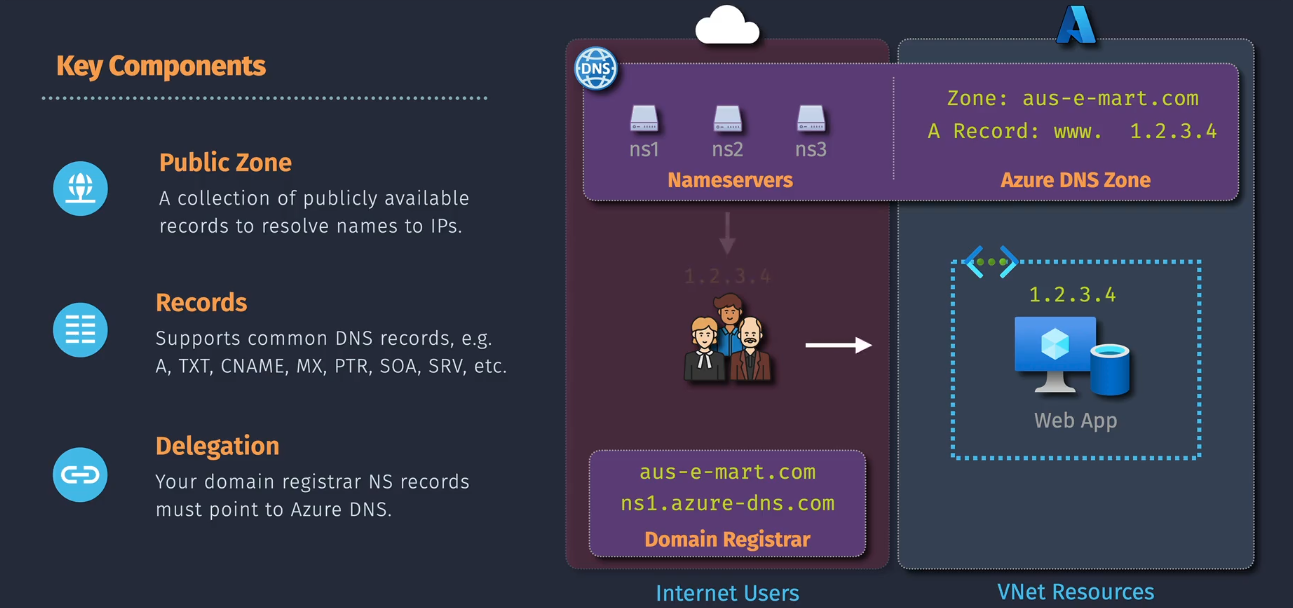 Key Components
Public Zone
A collection of publicly available
records to resolve names to IPs.
Records
Supports common DNS records, e.g.
A, TXT, CNAME, MX, PTR, SOA, SRV, etc.
Delegation
Your domain registrar NS records
must point to Azure DNS.
DNS
ns1 ns2 ns3
Nameservers
Zone: aus-e-mart.com
A Record: www. 1.2.3.4
Azure DNS Zone
1.2.3.4
1.2.3.4
Web App
aus-e-mart.com
ns1.azure-dns.com
Domain Registrar
Internet Users
VNet Resources